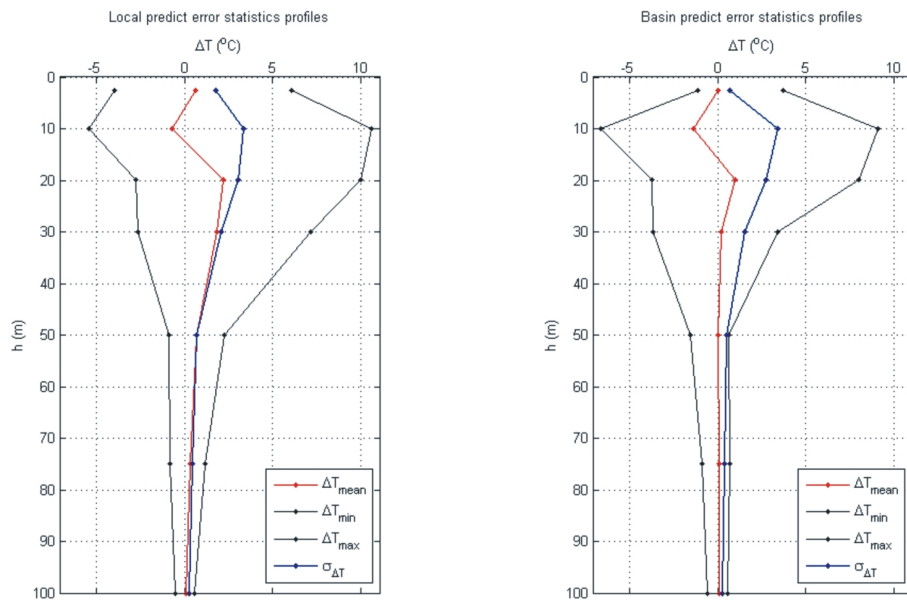 Local predict error statistics profiles
ΔT (ºC)
-5 0 5 10
0
10
20
30
40
50
60
70
80
90
100
h (m)
ΔTmean
ΔTmin
ΔTmax
σΔT
Basin predict error statistics profiles
ΔT (ºC)
-5 0 5 10
0
10
20
30
40
50
60
70
80
90
100
h (m)
ΔTmean
ΔTmin
ΔTmax
σΔT